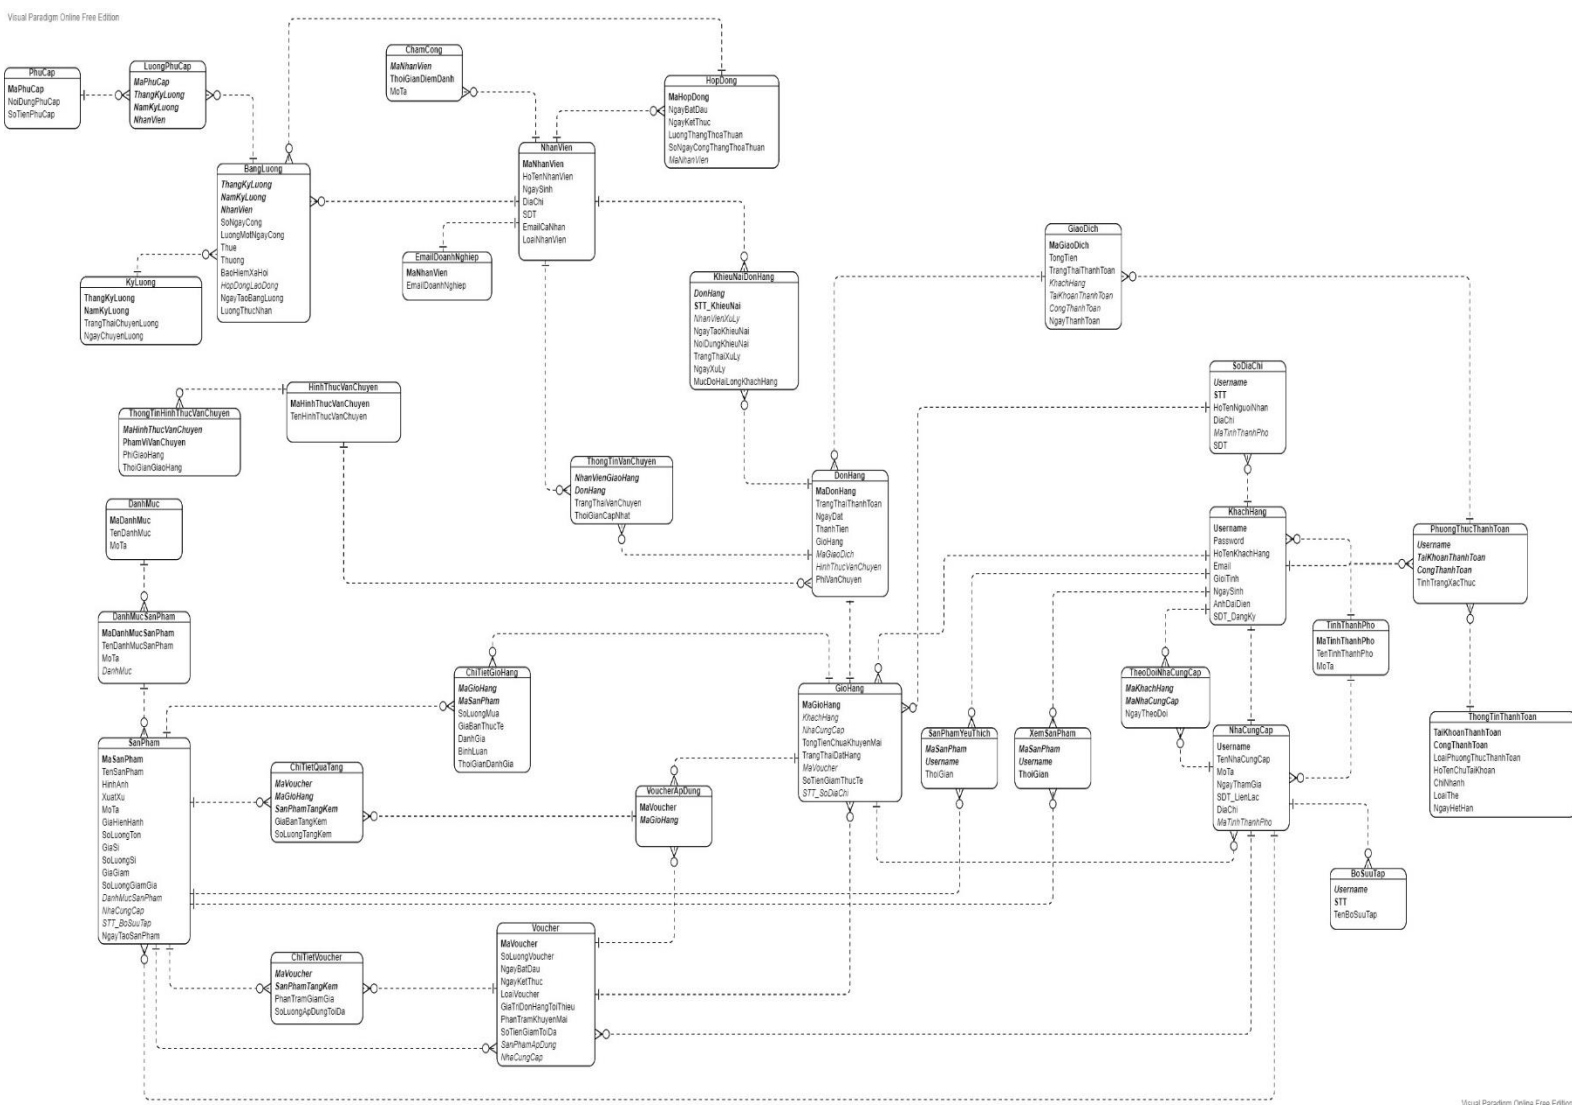 Visual Paradigm Online Free Edition
PhuCap
MaPhuCap
NoiDungPhuCap
SoTienPhuCap
LuongPhuCap
MaPhuCap
ThangKyLuong
NamKyLuong
NhanVien
ChamCong
MaNhanVien
ThoiGianDiemDanh
MoTa
HopDong
MaHopDong
NgayBatDau
NgayKetThuc
LuongThangThoaThuan
SoNgayCongThangThoaThuan
MaNhanVien
BangLuong
ThangKyLuong
NamKyLuong
NhanVien
SoNgayCong
LuongMotNgayCong
Thue
Thuong
BaoHiemXaHoi
HopDongLaoDong
NgayTaoBangLuong
LuongThucNhan
NhanVien
MaNhanVien
HoTenNhanVien
NgaySinh
DiaChi
SDT
EmailCaNhan
LoaiNhanVien
EmailDoanhNghiep
MaNhanVien
EmailDoanhNghiep
KyLuong
ThangKyLuong
NamKyLuong
TrangThaiChuyenLuong
NgayChuyenLuong
KhieuNaiDonHang
DonHang
STT_KhieuNai
NhanVienXuLy
NgayTaoKhieuNai
NoiDungKhieuNai
TrangThaiXuLy
NgayXuLy
MucDoHaiLongKhachHang
GiaoDich
MaGiaoDich
TongTien
TrangThaiThanhToan
KhachHang
TaiKhoanThanhToan
CongThanhToan
NgayThanhToan
SoDiaChi
Username
STT
HoTenNguoiNhan
DiaChi
MaTinhThanhPho
SDT
HinhThucVanChuyen
MaHinhThucVanChuyen
TenHinhThucVanChuyen
ThongTinHinhThucVanChuyen
MaHinhThucVanChuyen
PhamViVanChuyen
PhiGiaoHang
ThoiGianGiaoHang
ThongTinVanChuyen
NhanVienGiaoHang
DonHang
TrangThaiVanChuyen
ThoiGianCapNhat
DonHang
MaDonHang
TrangThaiThanhToan
NgayDat
ThanhTien
GioHang
MaGiaoDich
HinhThucVanChuyen
PhiVanChuyen
KhachHang
Username
Password
HoTenKhachHang
Email
GioiTinh
NgaySinh
AnhDaiDien
SDT_DangKy
PhuongThucThanhToan
Username
TaiKhoanThanhToan
CongThanhToan
TinhTrangXacThuc
DanhMuc
MaDanhMuc
TenDanhMuc
MoTa
DanhMucSanPham
MaDanhMucSanPham
TenDanhMucSanPham
MoTa
DanhMuc
TinhThanhPho
MaTinhThanhPho
TenTinhThanhPho
MoTa
ChiTietGioHang
MaGioHang
MaSanPham
SoLuongMua
GiaBanThucTe
DanhGia
BinhLuan
ThoiGianDanhGia
GioHang
MaGioHang
KhachHang
NhaCungCap
TongTienChuaKhuyenMai
TrangThaiDatHang
MaVoucher
SoTienGiamThucTe
STT_SoDiaChi
TheoDoiNhaCungCap
MaKhachHang
MaNhaCungCap
NgayTheoDoi
SanPhamYeuThich
MaSanPham
Username
ThoiGian
XemSanPham
MaSanPham
Username
ThoiGian
NhaCungCap
Username
TenNhaCungCap
MoTa
NgayThamGia
SDT_LienLac
DiaChi
MaTinhThanhPho
ThongTinThanhToan
TaiKhoanThanhToan
CongThanhToan
LoaiPhuongThucThanhToan
HoTenChuTaiKhoan
ChiNhanh
LoaiThe
NgayHetHan
SanPham
MaSanPham
TenSanPham
HinhAnh
XuatXu
MoTa
GiaHienHanh
SoLuongTon
GiaSi
SoLuongSi
GiaGiam
SoLuongGiamGia
DanhMucSanPham
NhaCungCap
STT_BoSuuTap
NgayTaoSanPham
ChiTietQuaTang
MaVoucher
MaGioHang
SanPhamTangKem
GiaBanTangKem
SoLuongTangKem
VoucherApDung
MaVoucher
MaGioHang
BoSuuTap
Username
STT
TenBoSuuTap
ChiTietVoucher
MaVoucher
SanPhamTangKem
PhanTramGiamGia
SoLuongApDungToiDa
Voucher
MaVoucher
SoLuongVoucher
NgayBatDau
NgayKetThuc
LoaiVoucher
GiaTriDonHangToiThieu
PhanTramKhuyenMai
SoTienGiamToiDa
SanPhamApDung
NhaCungCap
Visual Paradigm Online Free Edition